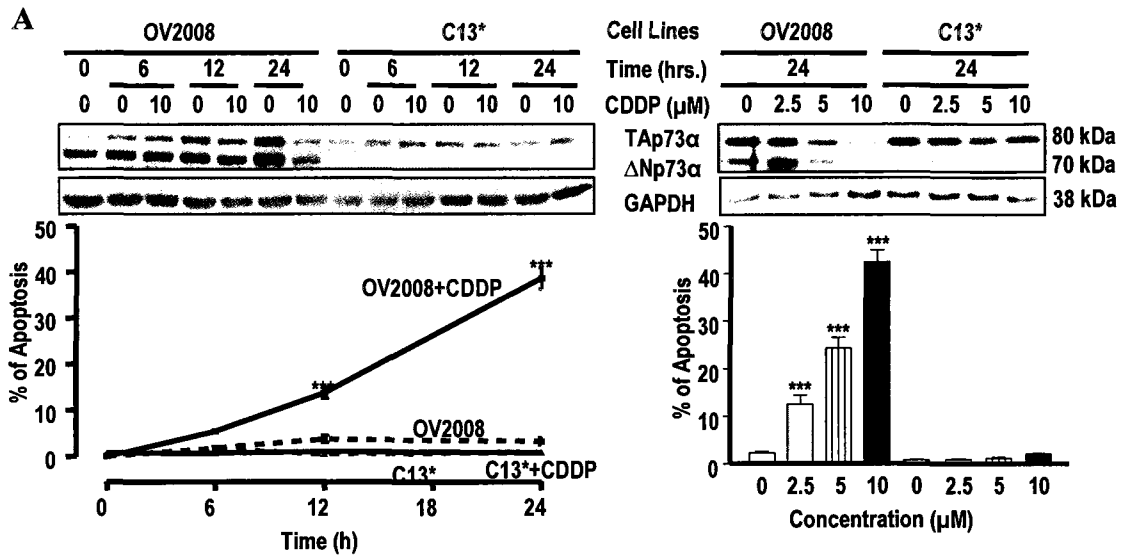 A
OV2008 C13* Cell Lines OV2008 C13*
0 6 12 24 0 6 12 24 Time (hrs.) 24 24
0 0 10 0 10 0 10 0 0 10 0 10 0 10 CDDP (µM) 0 2.5 5 10 0 2.5 5 10
TAp73α 80 kDa
ΔNp73α 70 kDa
GAPDH 38 kDa
% of Apoptosis
50
40
30
20
10
0
OV2008+CDDP
***
***
OV2008
C13*
C13*+CDDP
0 6 12 18 24
Time (h)
% of Apoptosis
50
40
30
20
10
0
***
***
***
0 2.5 5 10 0 2.5 5 10
Concentration (µM)